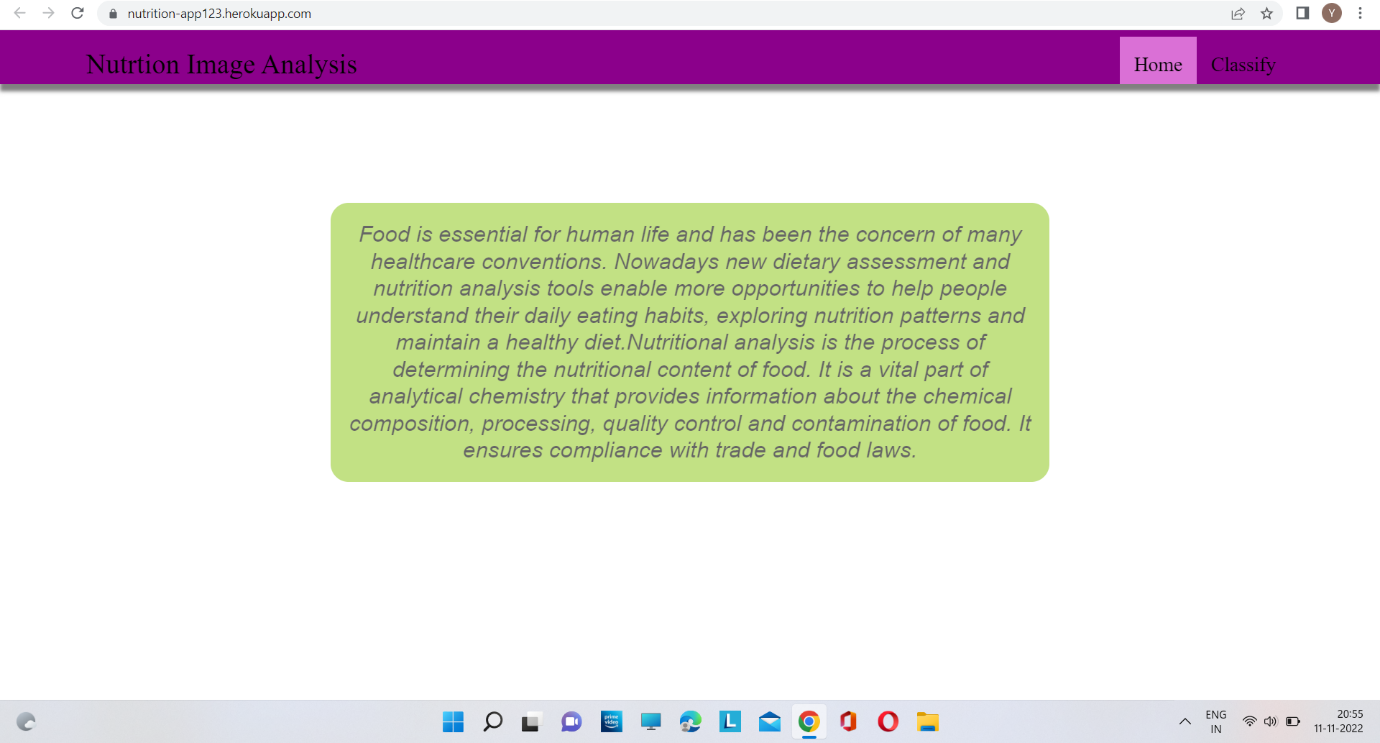 nutrition-app123.herokuapp.com
Y
Nutrtion Image Analysis
Home
Classify
Food is essential for human life and has been the concern of many
healthcare conventions. Nowadays new dietary assessment and
nutrition analysis tools enable more opportunities to help people
understand their daily eating habits, exploring nutrition patterns and
maintain a healthy diet.Nutritional analysis is the process of
determining the nutritional content of food. It is a vital part of
analytical chemistry that provides information about the chemical
composition, processing, quality control and contamination of food. It
ensures compliance with trade and food laws.
prime video
L
ENG
IN
20:55
11-11-2022